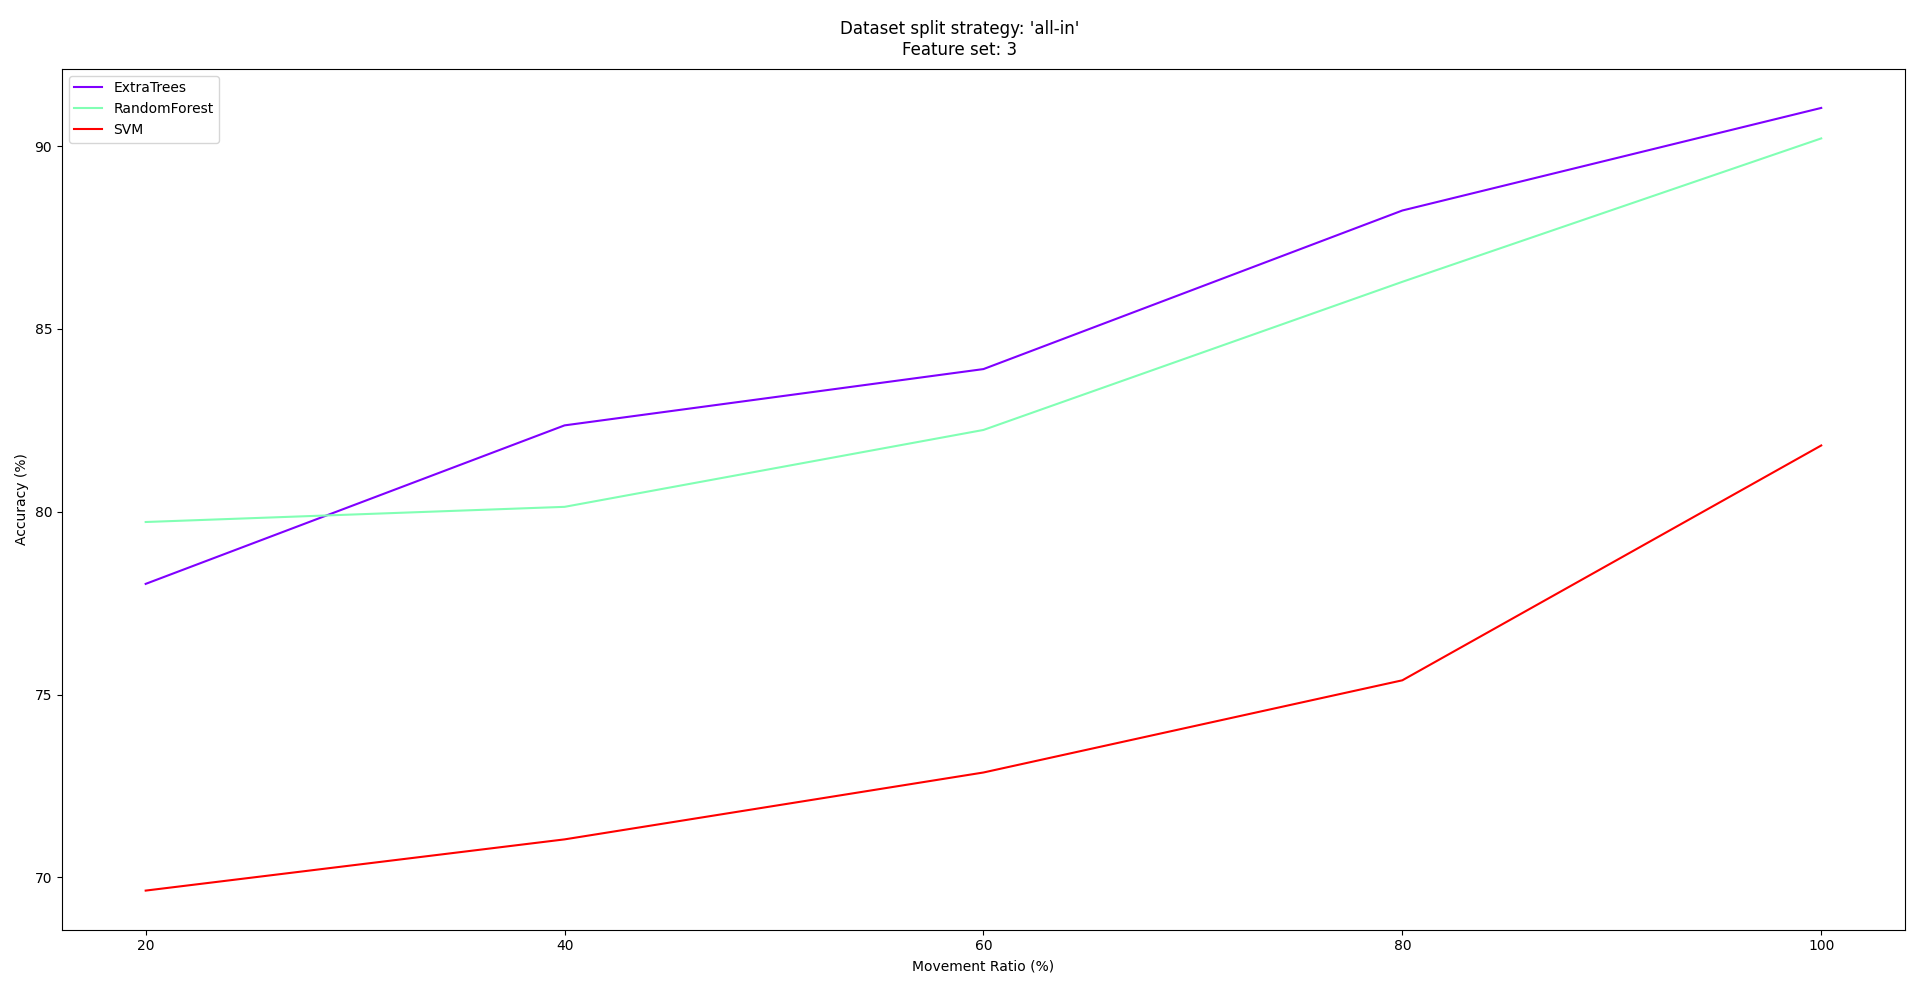 Dataset split strategy: 'all-in'
Feature set: 3
ExtraTrees
RandomForest
SVM
90
85
80
75
70
Accuracy (%)
20 40 60 80 100
Movement Ratio (%)